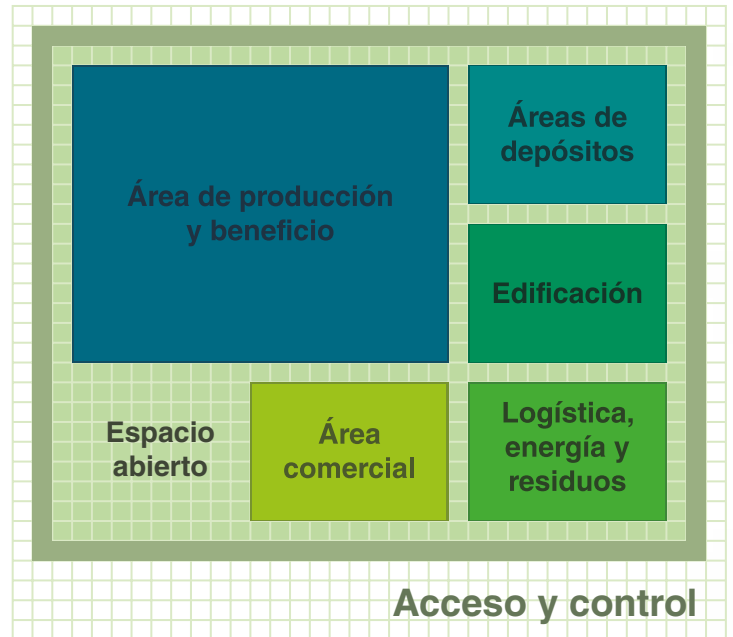 Área de producción
y beneficio
Áreas de
depósitos
Edificación
Espacio
abierto
Área
comercial
Logística,
energía y
residuos
Acceso y control